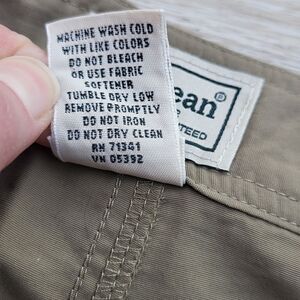 MACHINE WASH COLD
WITH LIKE COLORS
DO NOT BLEACH
OR USE FABRIC
SOFTENER
TUMBLE DRY LOW
REMOVE PROMPTLY
DO NOT IRON
DO NOT DRY CLEAN
RN 71341
VN 05392
ean®
TEED